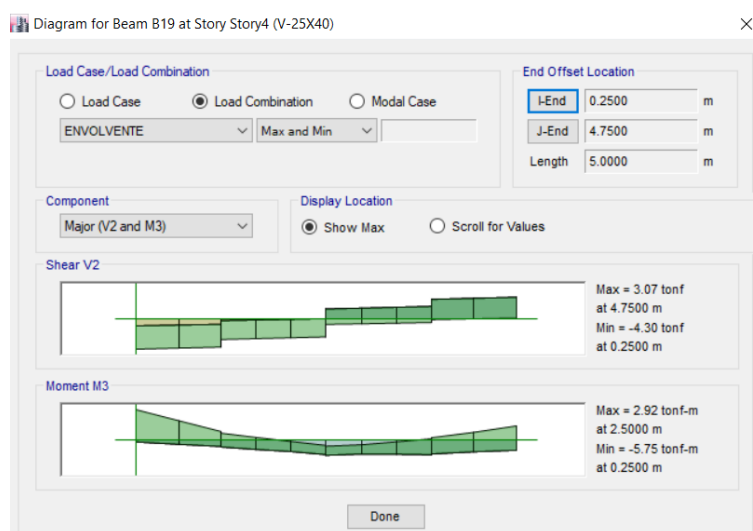 Diagram for Beam B19 at Story Story4 (V-25X40)
Load Case/Load Combination
Load Case
Load Combination
Modal Case
ENVOLVENTE
Max and Min
End Offset Location
I-End
0.2500
m
J-End
4.7500
m
Length
5.0000
m
Component
Major (V2 and M3)
Display Location
Show Max
Scroll for Values
Shear V2
Max = 3.07 tonf
at 4.7500 m
Min = -4.30 tonf
at 0.2500 m
Moment M3
Max = 2.92 tonf-m
at 2.5000 m
Min = -5.75 tonf-m
at 0.2500 m
Done